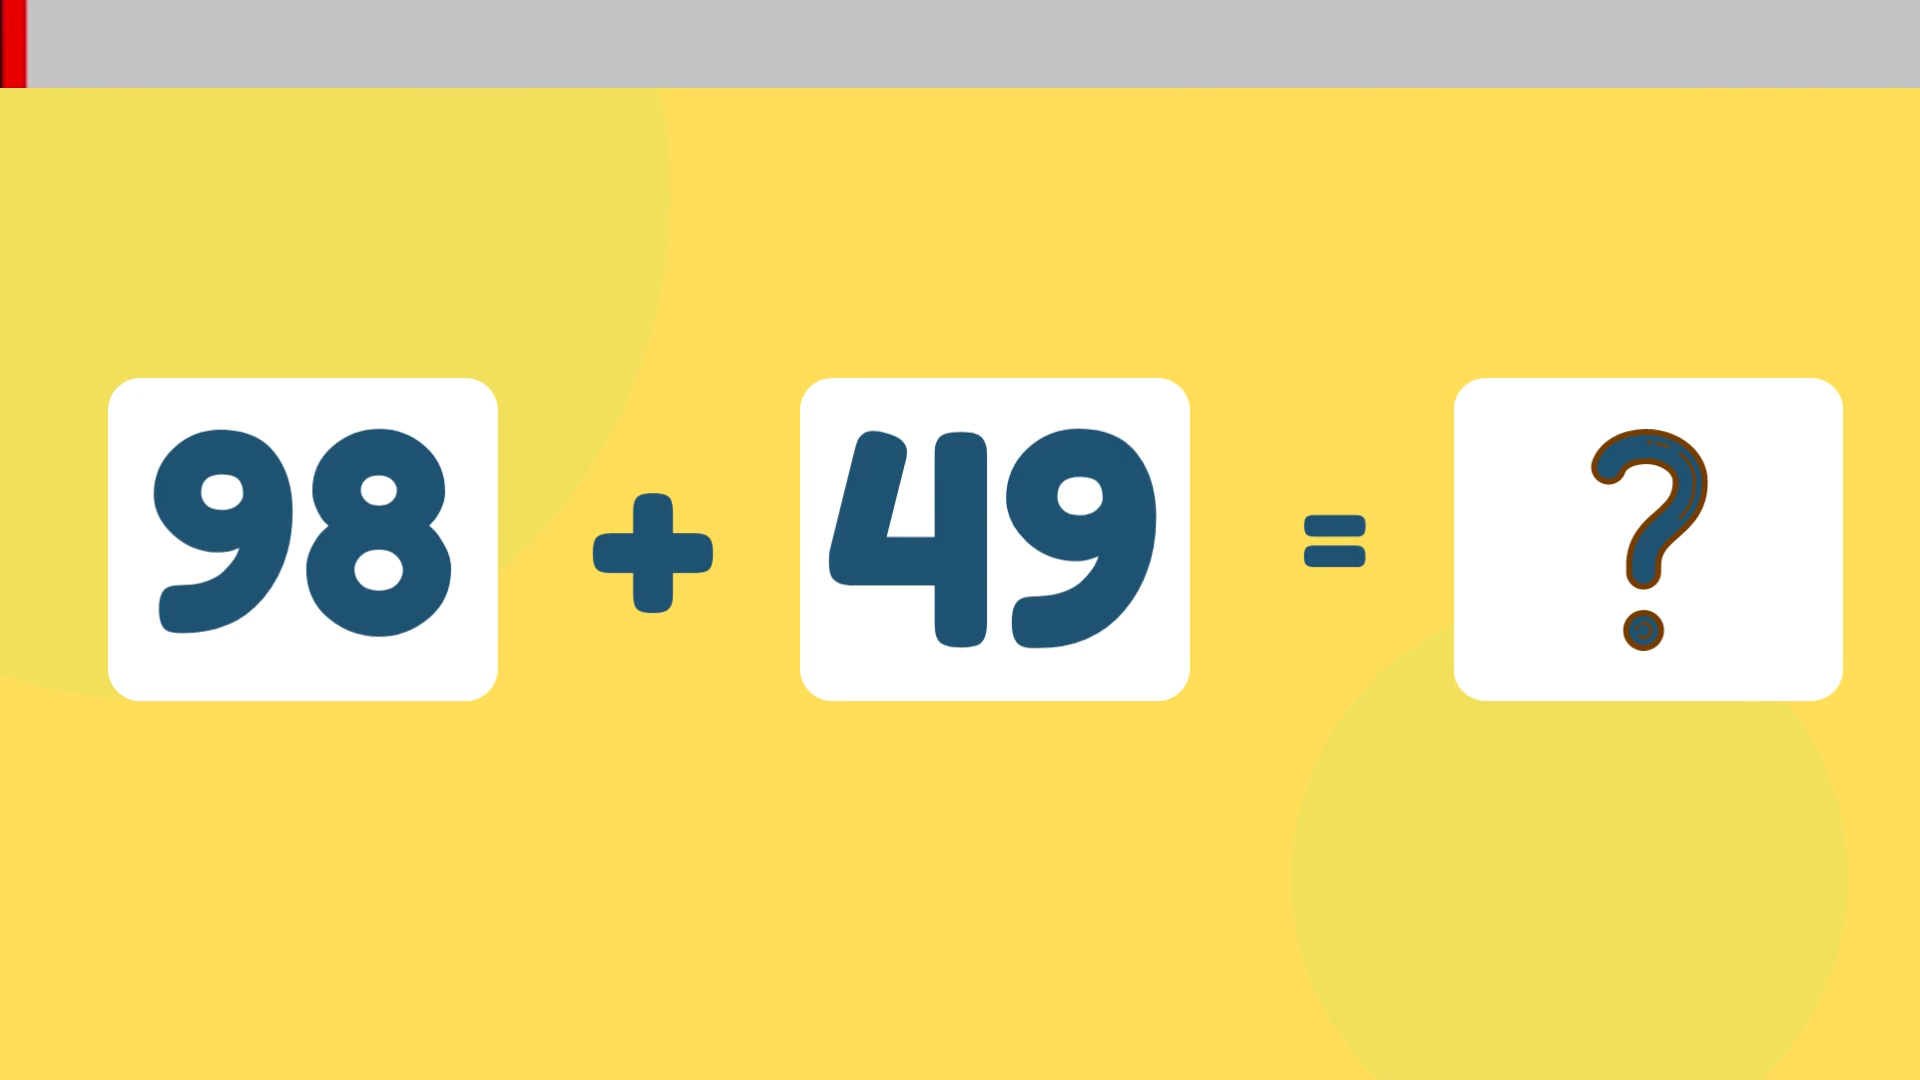 98 + 49 = ?